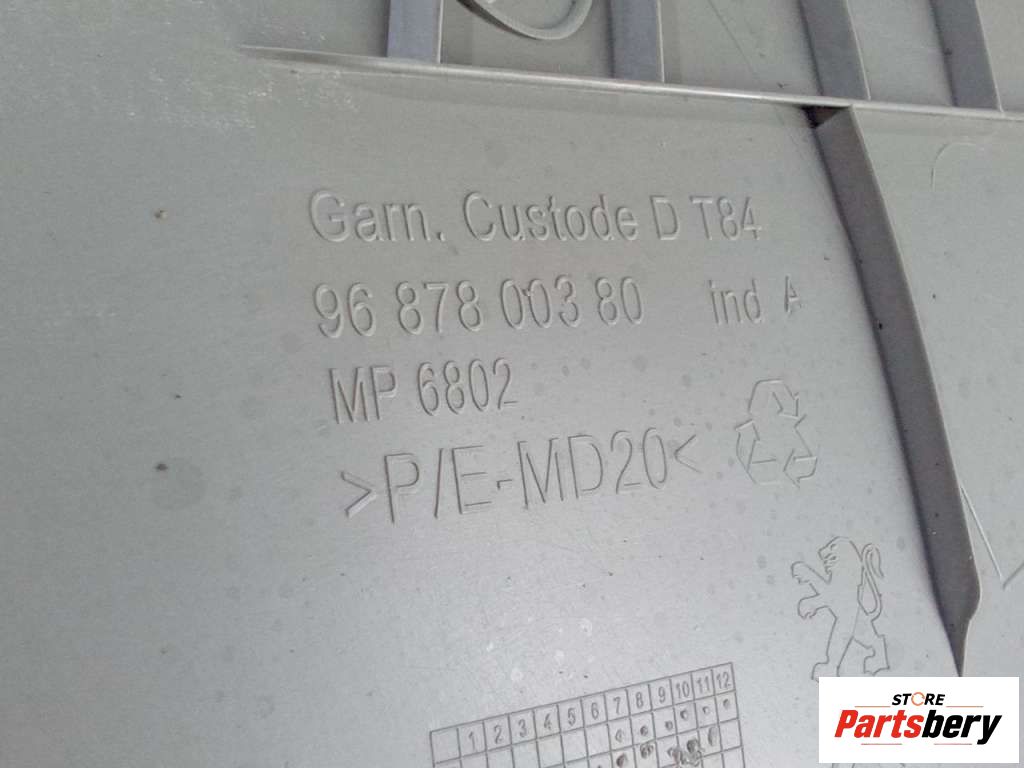 Garn. Custode D T84
96 878 003 80 ind A
MP 6802
>P/E-MD20<
1 2 3 4 5 6 7 8 9 10 11 12
STORE
Partsbery